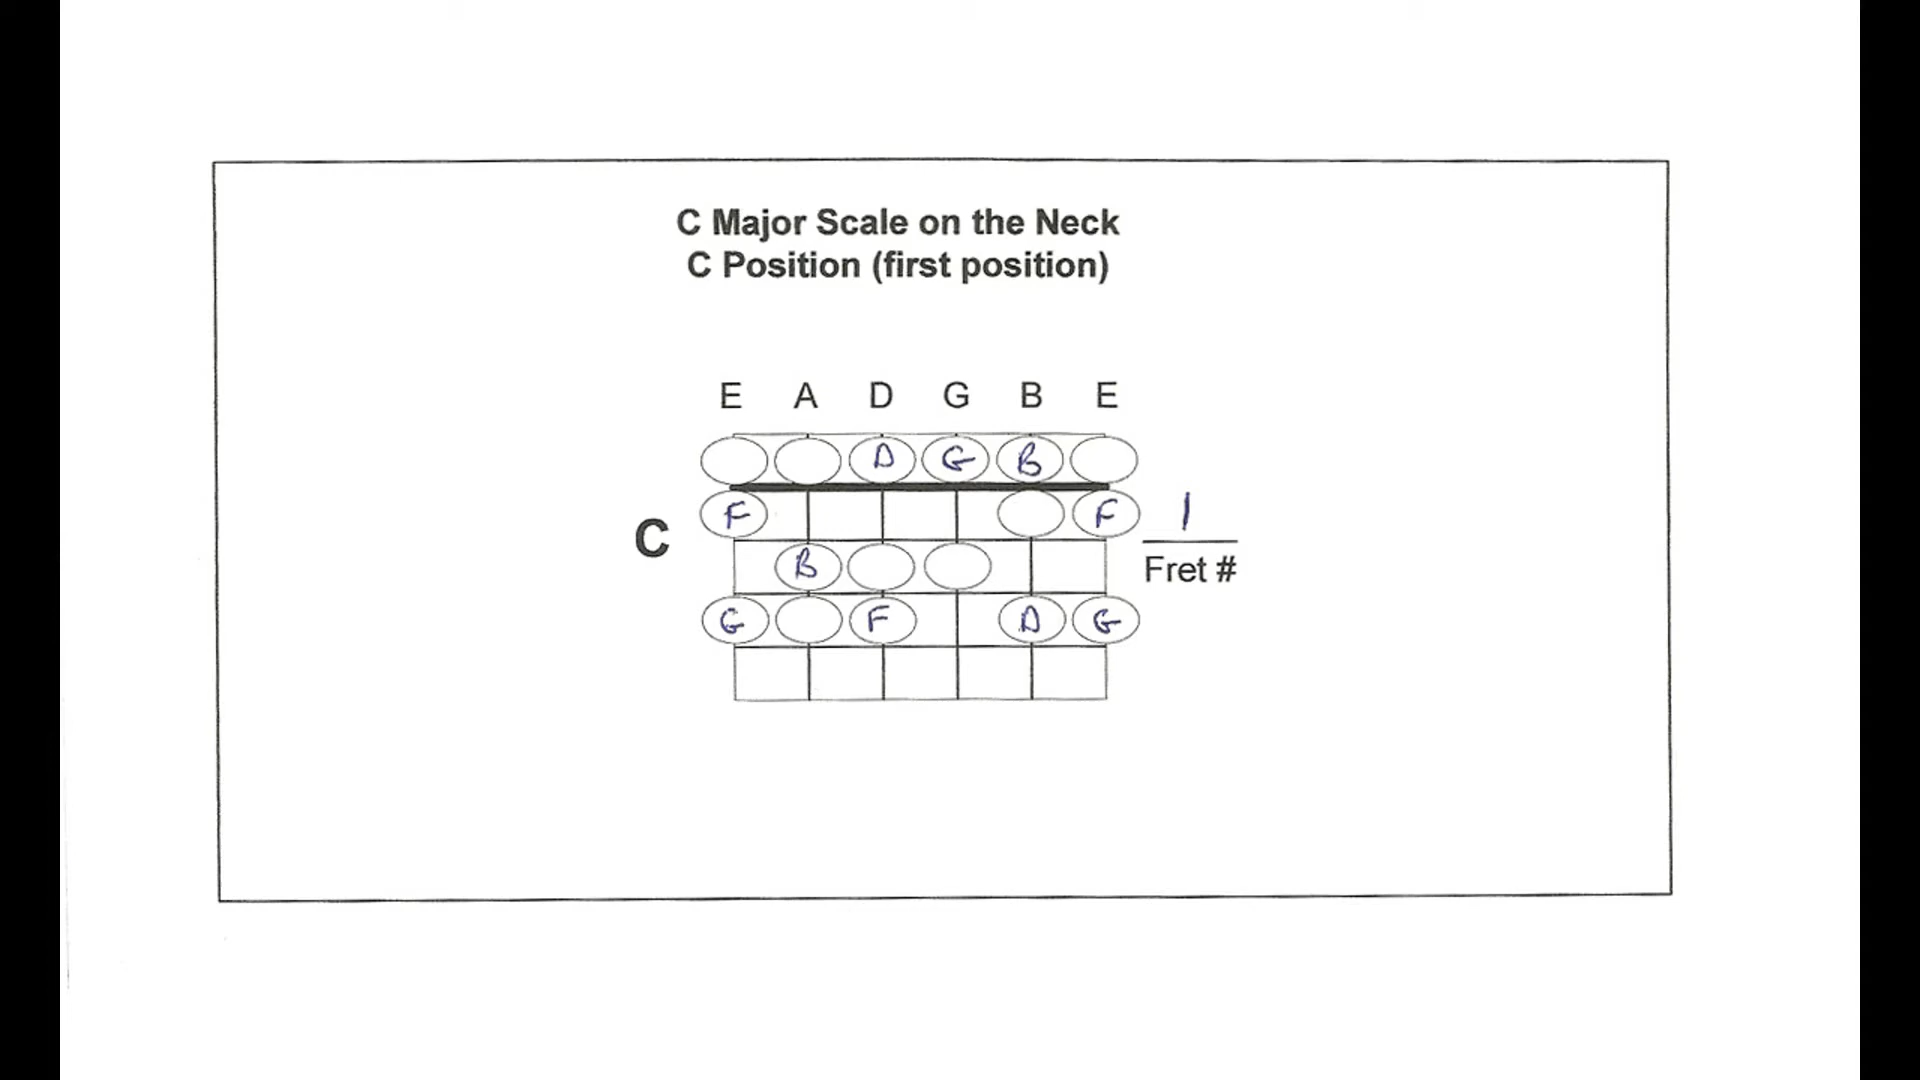 C Major Scale on the Neck
C Position (first position)
E A D G B E
D G B
F F 1
C
B
Fret #
G F D G